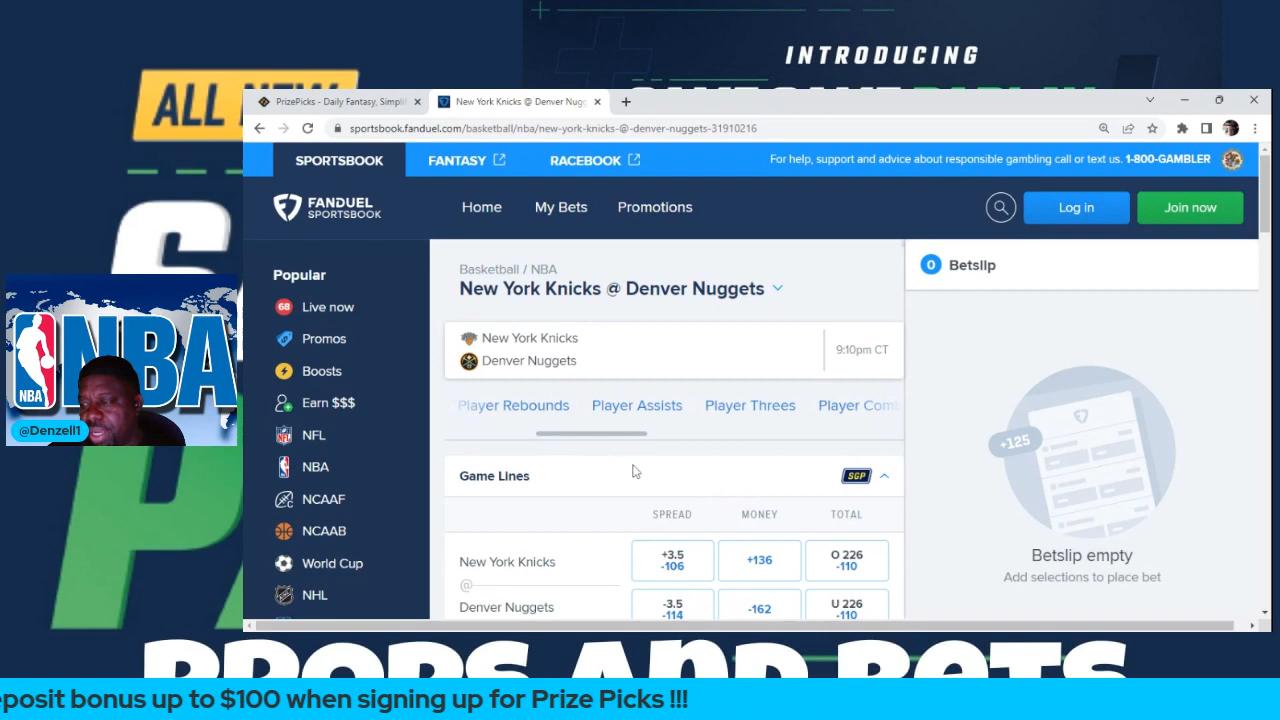 INTRODUCING
ALL NEW
PrizePicks - Daily Fantasy, Simpli
New York Knicks @ Denver Nugg
sportsbook.fanduel.com/basketball/nba/new-york-knicks-@-denver-nuggets-31910216
SPORTSBOOK
FANTASY
RACEBOOK
For help, support and advice about responsible gambling call or text us. 1-800-GAMBLER
FANDUEL
SPORTSBOOK
Home
My Bets
Promotions
Log in
Join now
Popular
68
Live now
Promos
Boosts
Earn $$$
NFL
NBA
NCAAF
NCAAB
World Cup
NHL
Basketball / NBA
New York Knicks @ Denver Nuggets
New York Knicks
Denver Nuggets
9:10pm CT
Player Rebounds
Player Assists
Player Threes
Player Comb
Game Lines
SGP
SPREAD
MONEY
TOTAL
New York Knicks
+3.5
-106
+136
O 226
-110
@
Denver Nuggets
-3.5
-114
-162
U 226
-110
0
Betslip
+125
Betslip empty
Add selections to place bet
NBA
NBA
@Denzell1
PROPS AND BETS
eposit bonus up to $100 when signing up for Prize Picks !!!